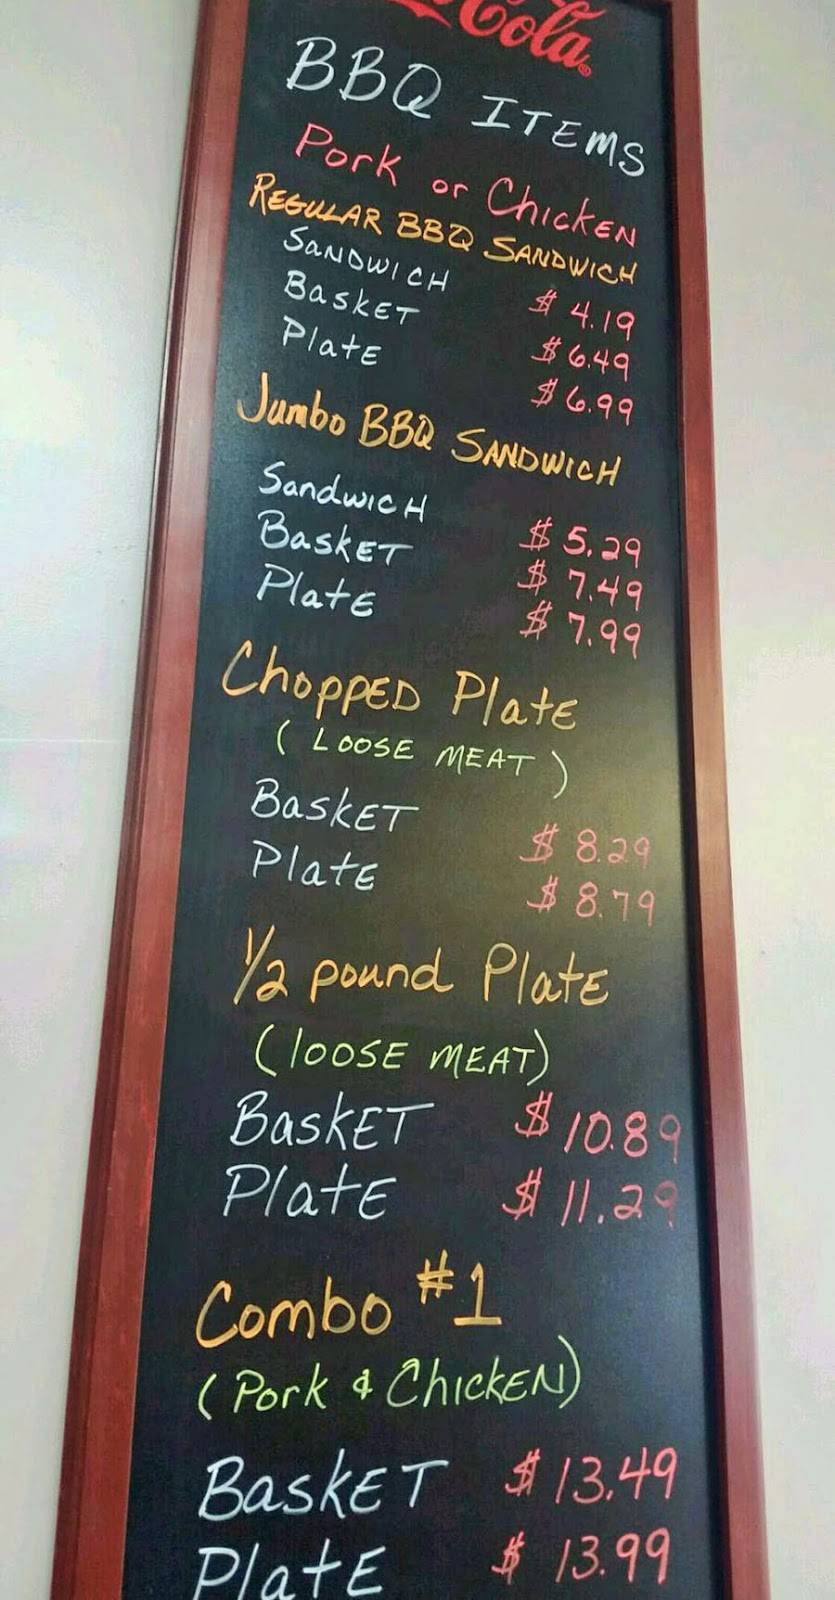 Cola®
BBQ ITEMS
Pork or Chicken
REGULAR BBQ SANDWICH
SANDWICH $ 4.19
Basket $ 6.49
Plate $ 6.99
Jumbo BBQ SANDWICH
Sandwich $ 5.29
Basket $ 7.49
Plate $ 7.99
Chopped Plate
( LOOSE MEAT )
Basket $ 8.29
Plate $ 8.79
1/2 pound Plate
(loose MEAT)
Basket $ 10.89
Plate $ 11.29
Combo #1
(Pork & Chicken)
Basket $ 13.49
Plate $ 13.99